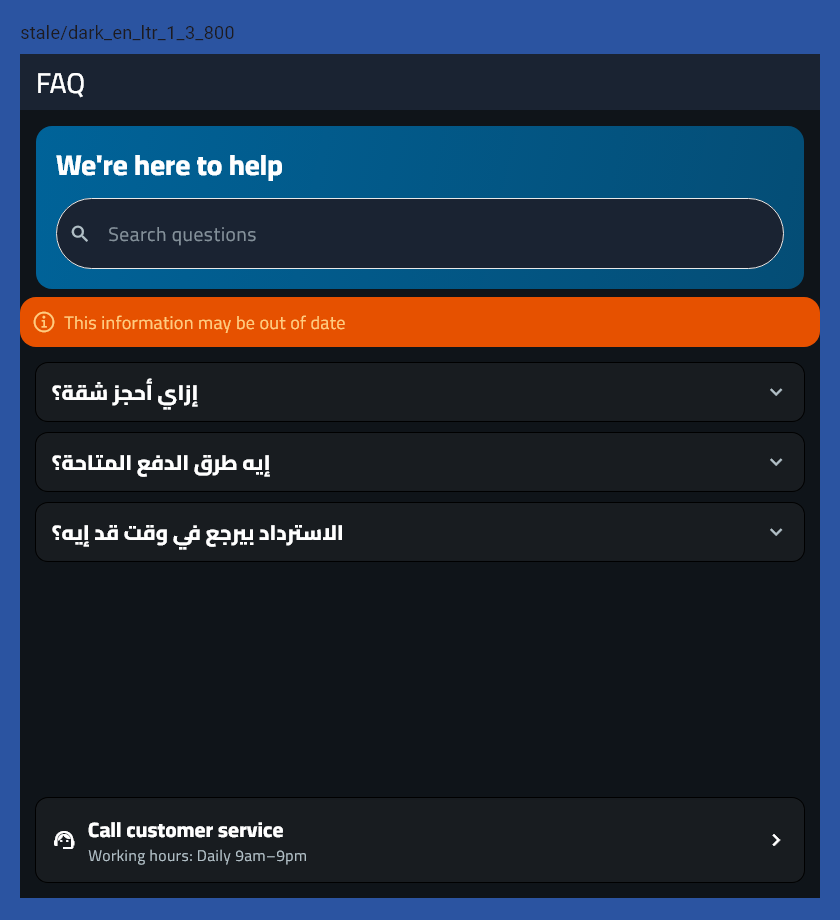 stale/dark_en_ltr_1_3_800
FAQ
We're here to help
Search questions
This information may be out of date
إزاي أحجز شقة؟
إيه طرق الدفع المتاحة؟
الاسترداد بيرجع في وقت قد إيه؟
Call customer service
Working hours: Daily 9am–9pm